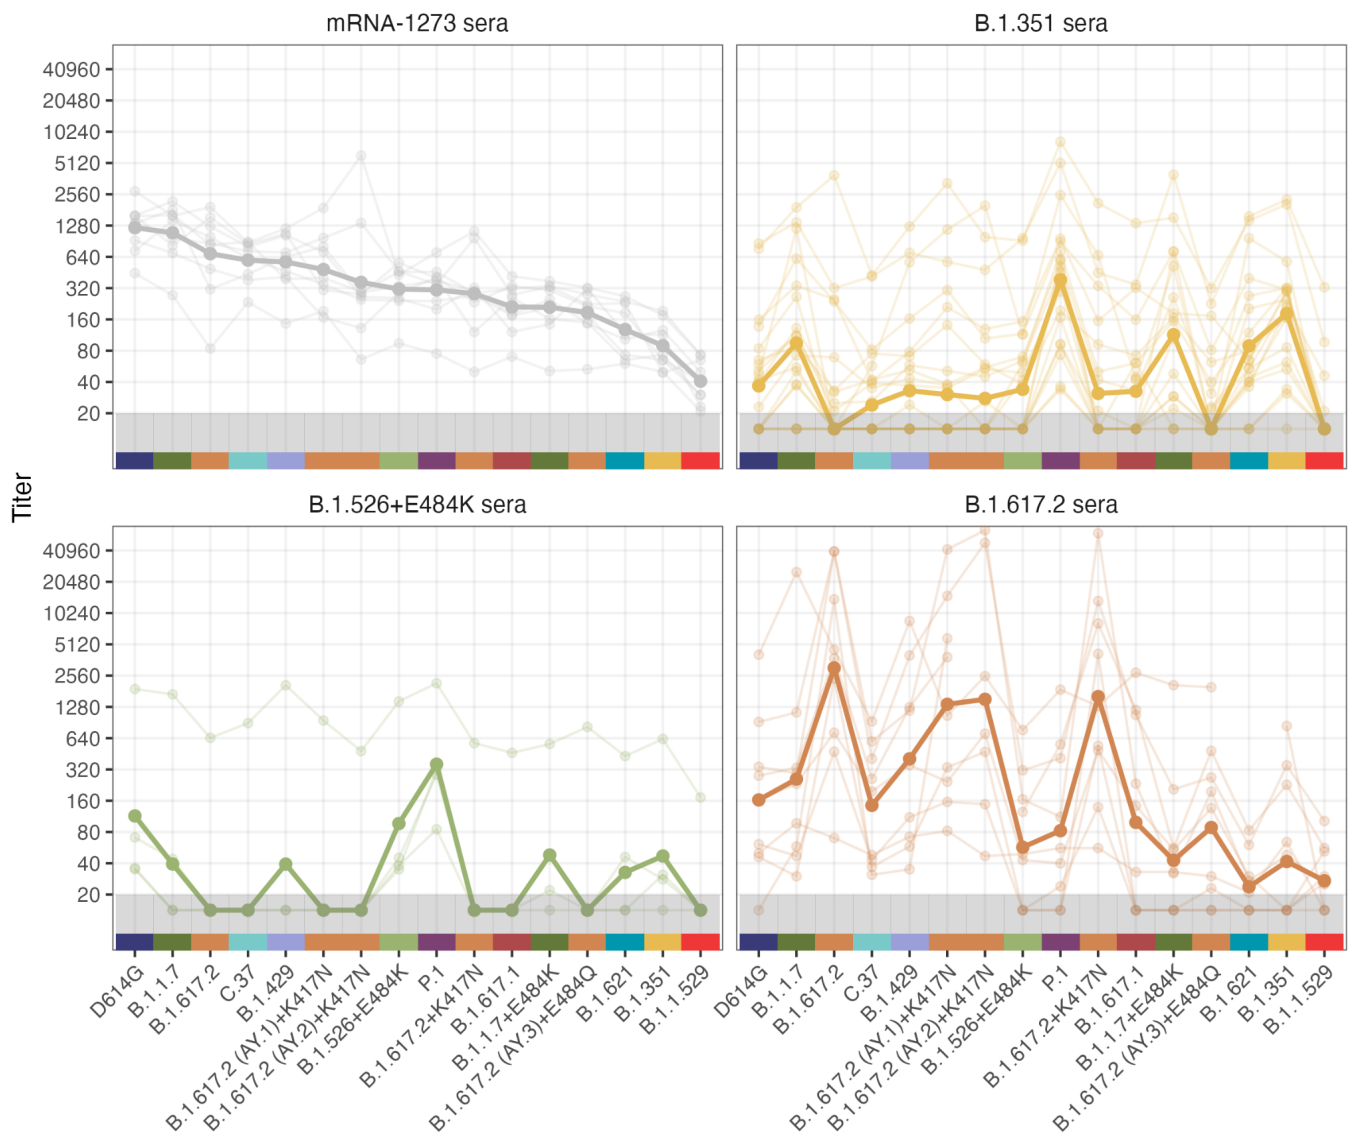 mRNA-1273 sera
B.1.351 sera
40960
20480
10240
5120
2560
1280
640
320
160
80
40
20
Titer
B.1.526+E484K sera
B.1.617.2 sera
40960
20480
10240
5120
2560
1280
640
320
160
80
40
20
D614G
B.1.1.7
B.1.617.2
C.37
B.1.429
B.1.617.2 (AY.1)+K417N
B.1.617.2 (AY.2)+K417N
B.1.526+E484K
P.1
B.1.617.2+K417N
B.1.617.1
B.1.1.7+E484K
B.1.617.2 (AY.3)+E484Q
B.1.621
B.1.351
B.1.1.529
D614G
B.1.1.7
B.1.617.2
C.37
B.1.429
B.1.617.2 (AY.1)+K417N
B.1.617.2 (AY.2)+K417N
B.1.526+E484K
P.1
B.1.617.2+K417N
B.1.617.1
B.1.1.7+E484K
B.1.617.2 (AY.3)+E484Q
B.1.621
B.1.351
B.1.1.529